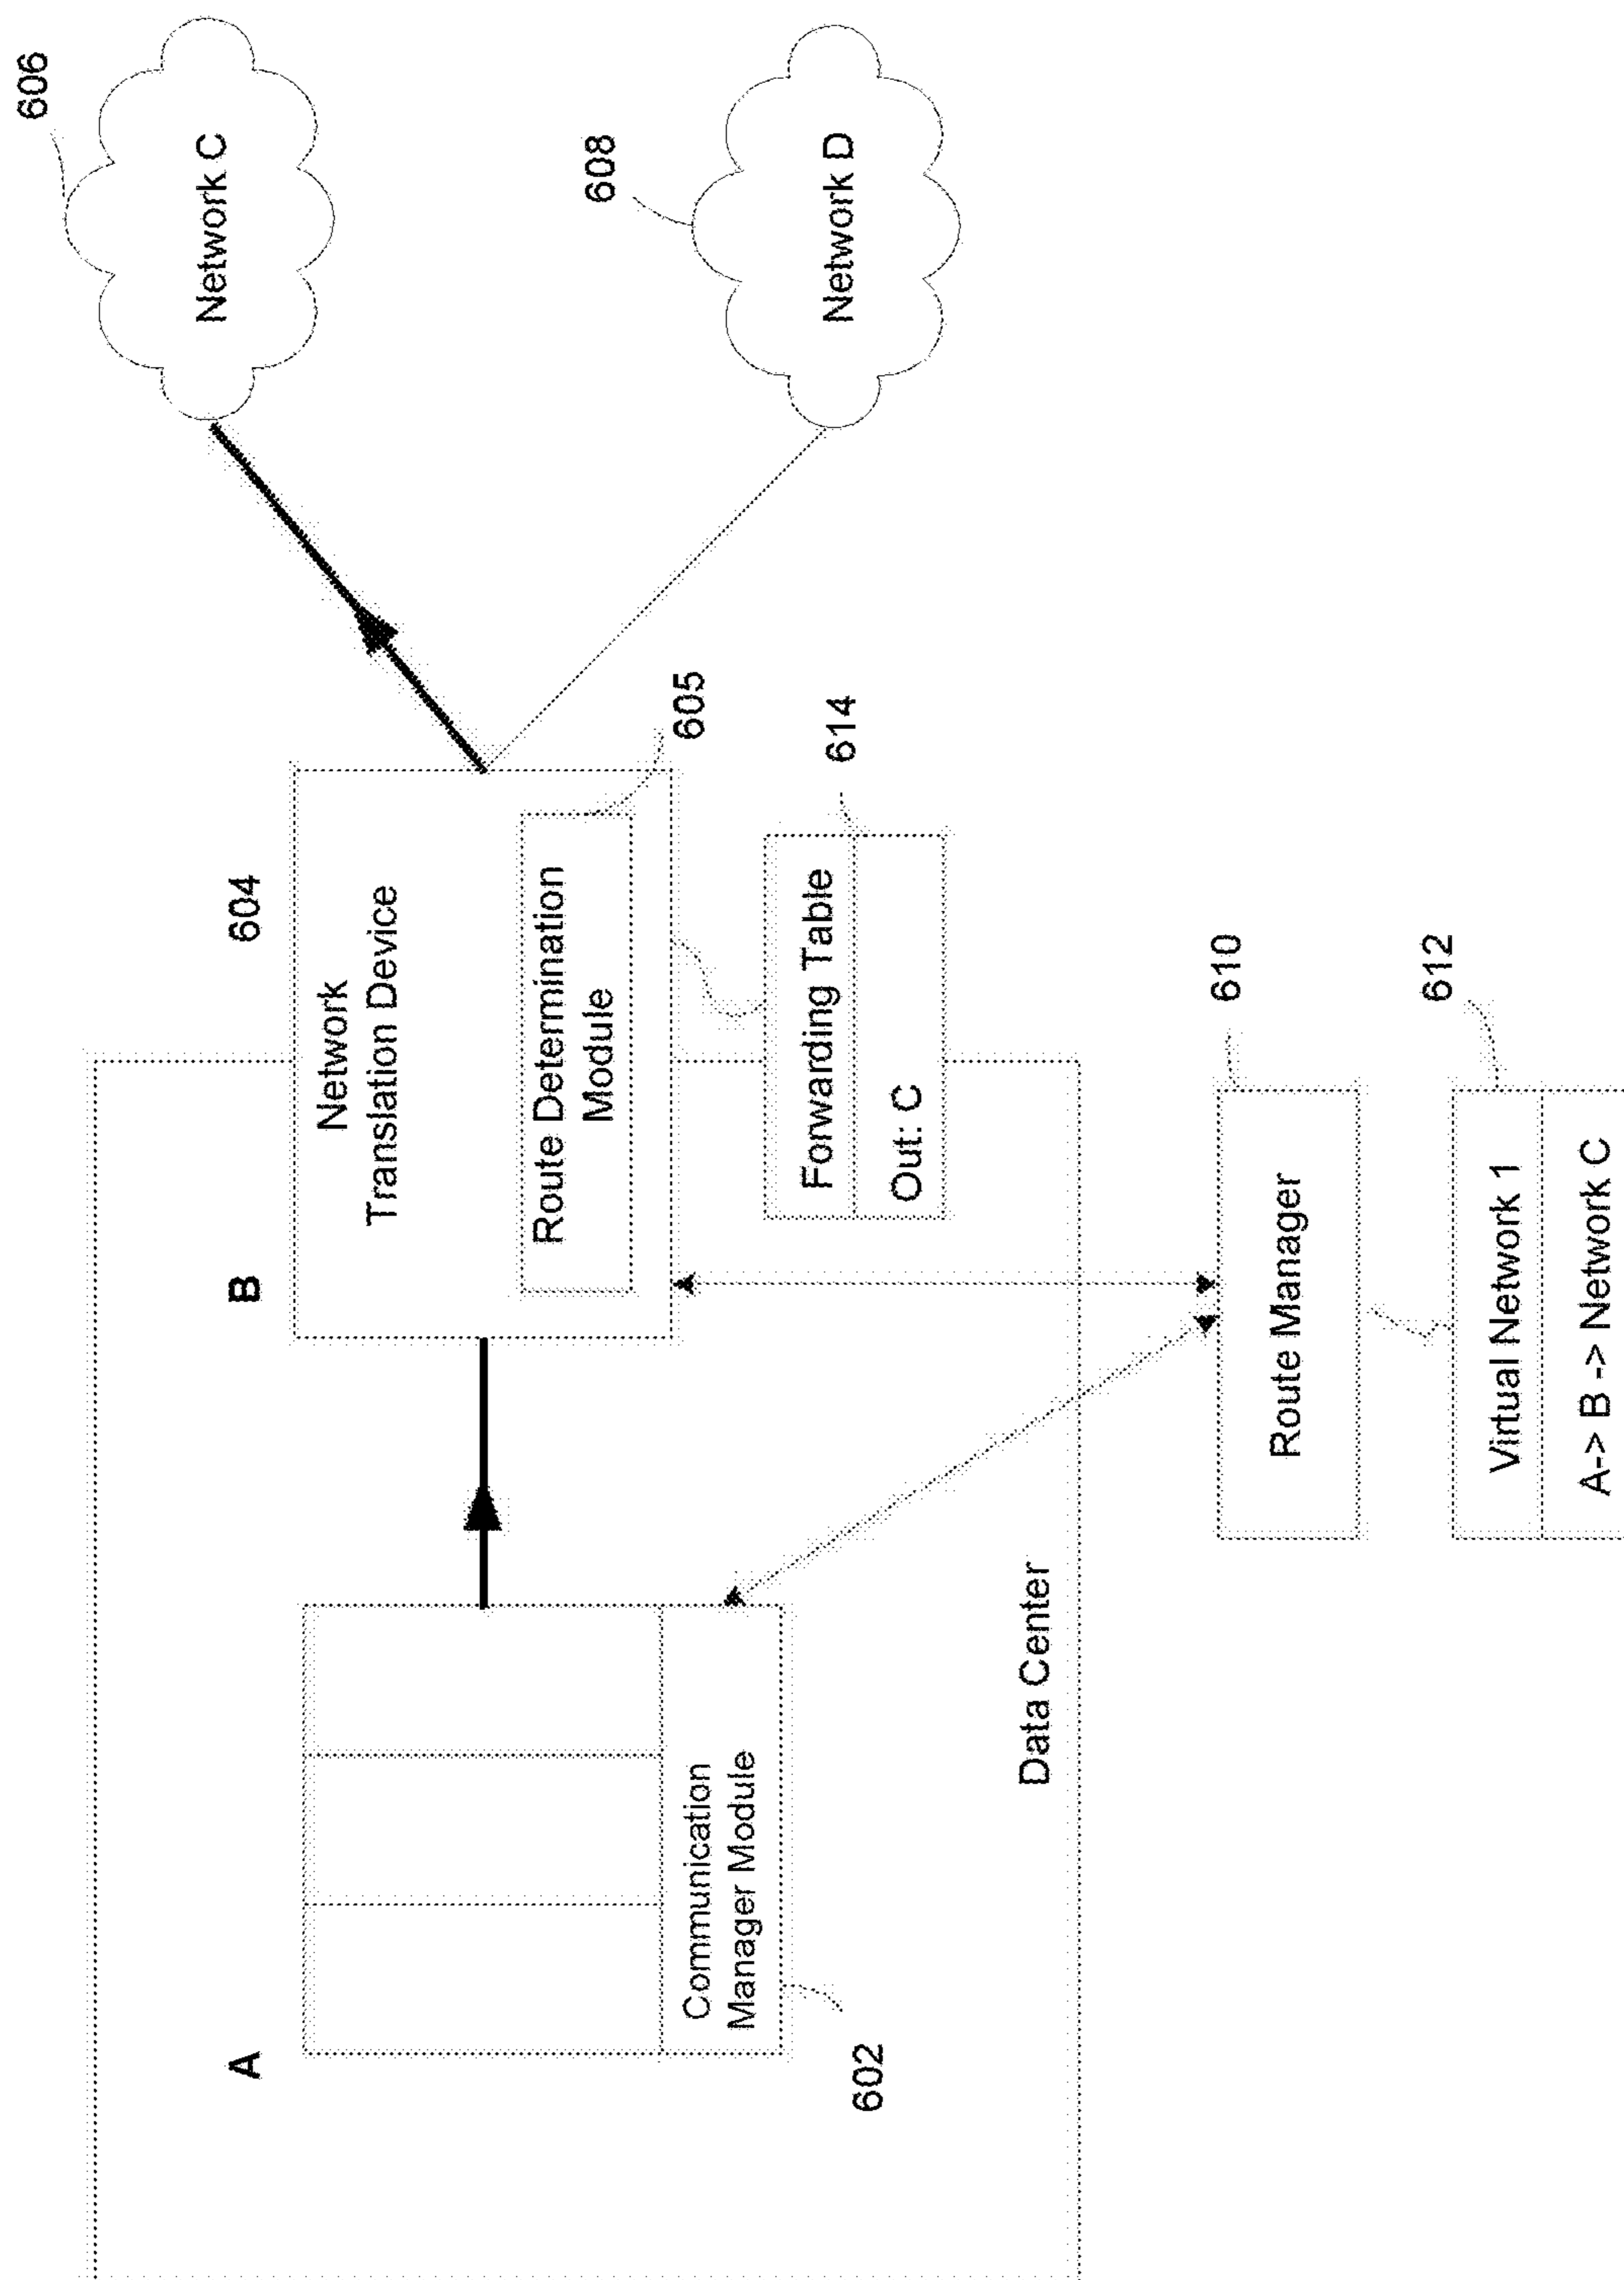 606
Network C
608
Network D
604
B
Network
Translation Device
Route Determination
Module
605
Forwarding Table
Out: C
614
A
Communication
Manager Module
602
Data Center
610
Route Manager
612
Virtual Network 1
A-> B -> Network C